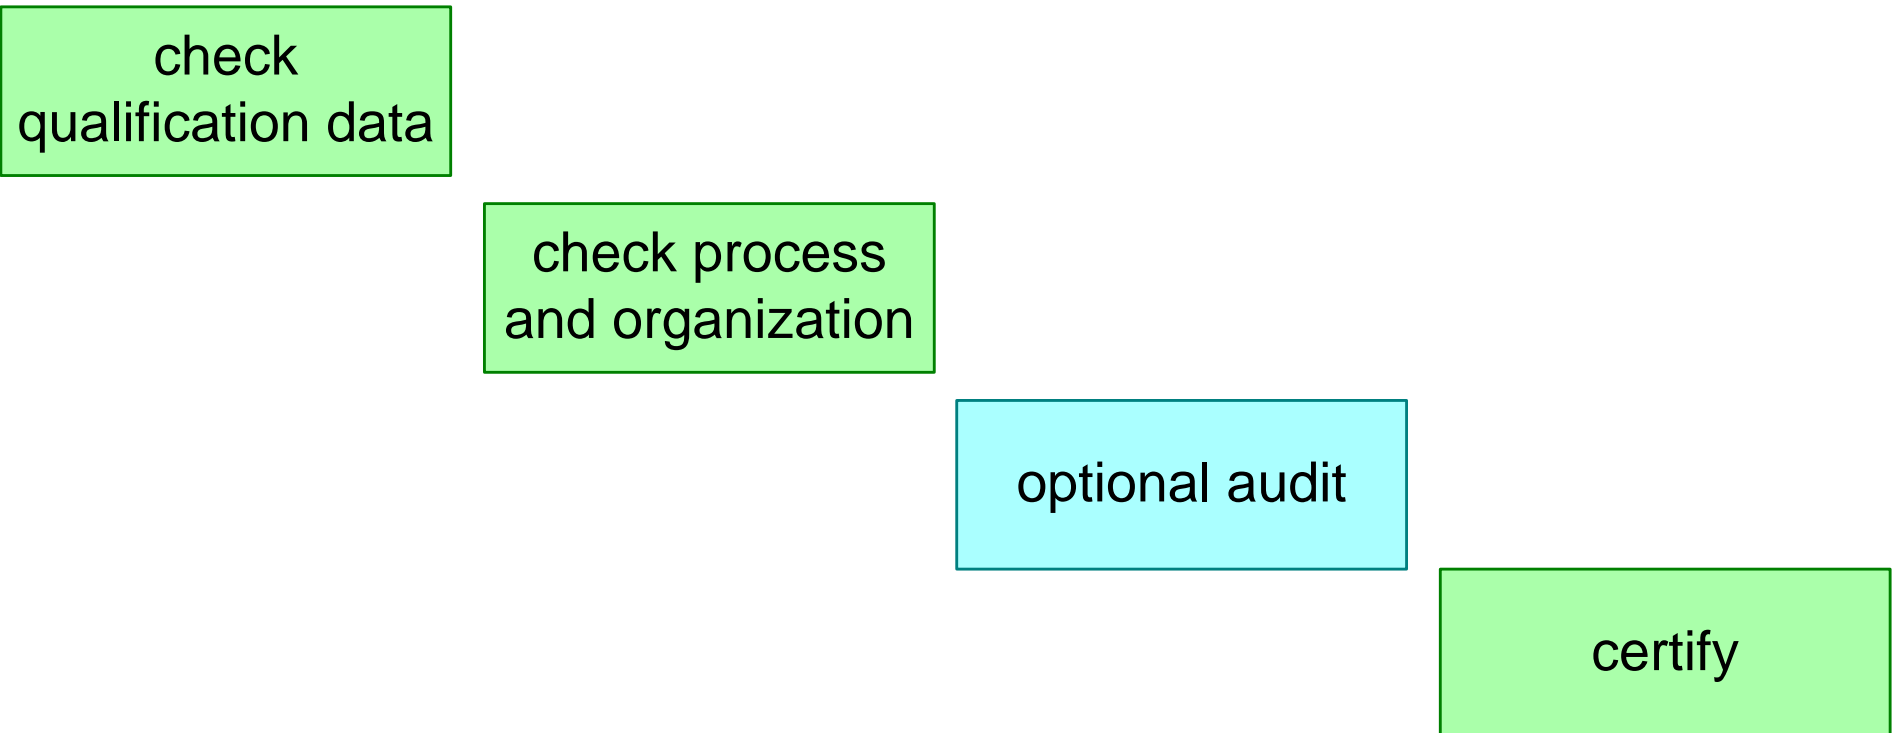 check
qualification data
check process
and organization
optional audit
certify